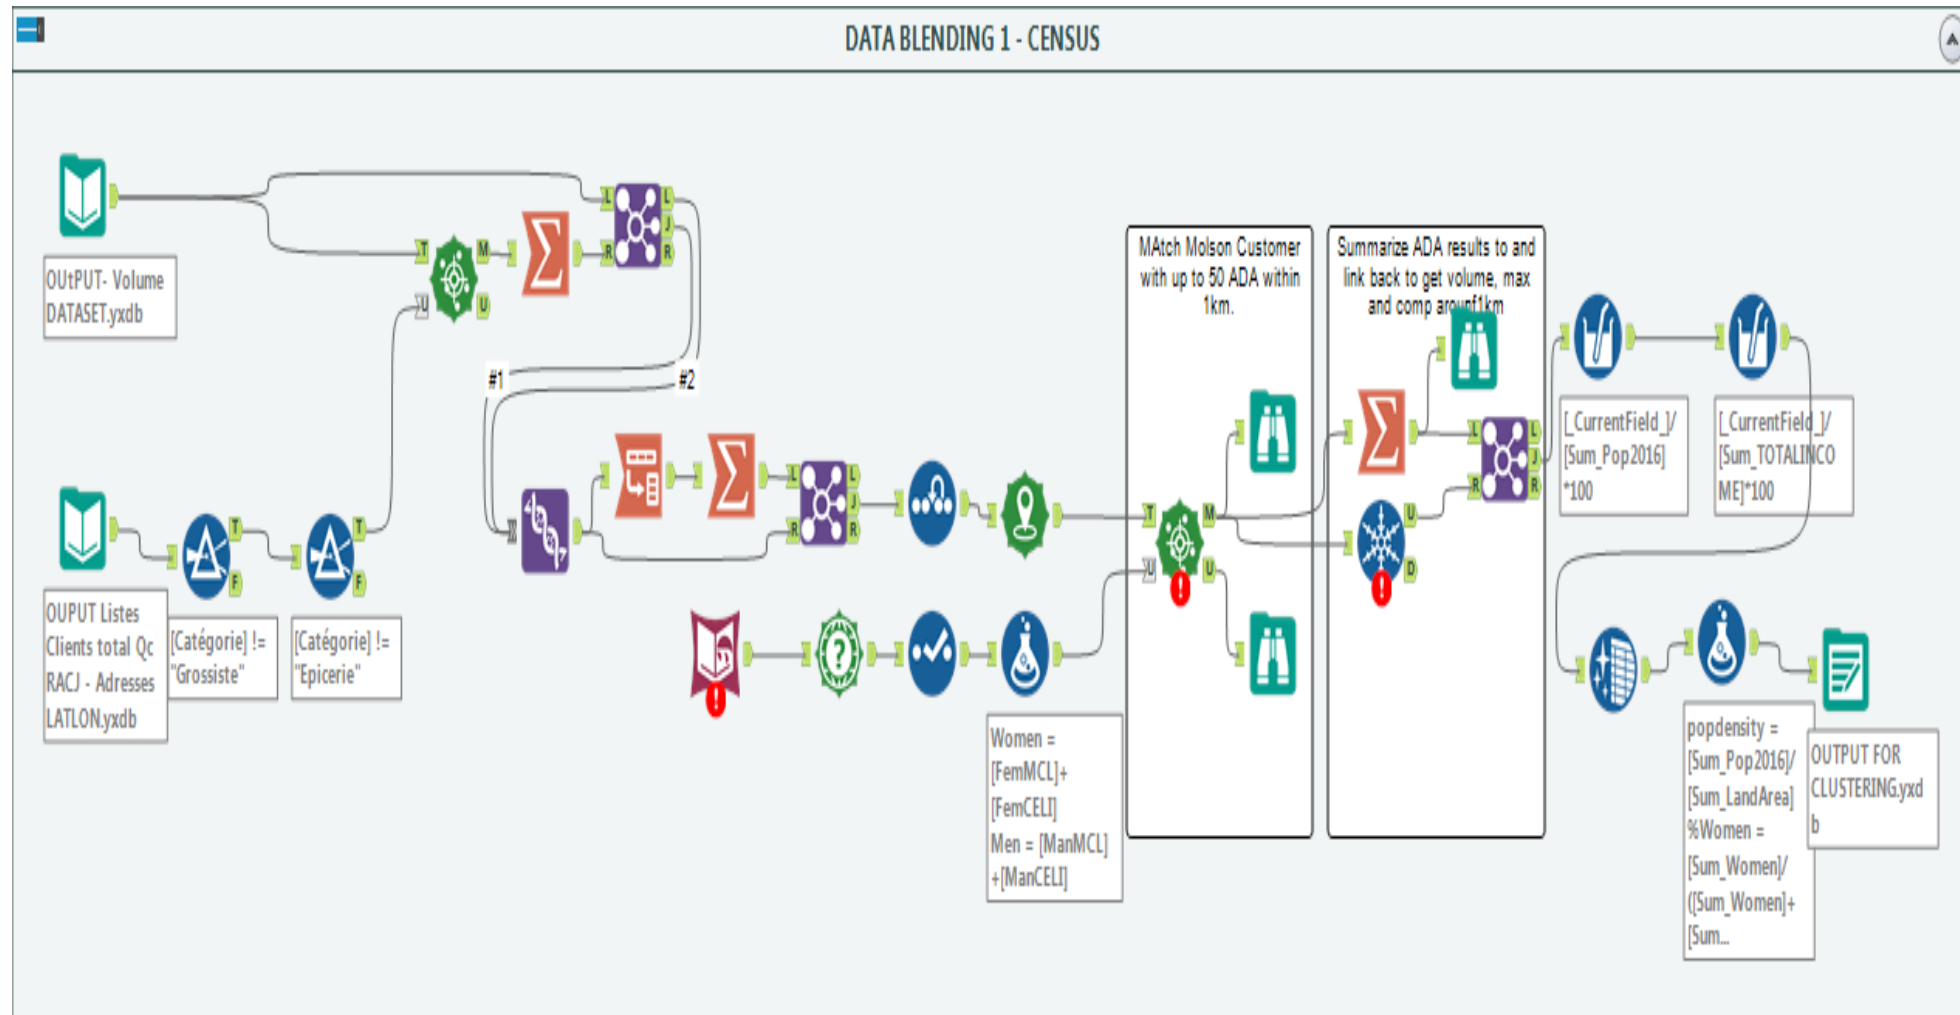 DATA BLENDING 1 - CENSUS
OUtPUT- Volume
DATASET.yxdb
T
U
M
U
L
R
L
J
R
#1
#2
OUPUT Listes
Clients total Qc
RACJ - Adresses
LATLON.yxdb
T
F
[Catégorie] !=
"Grossiste"
T
F
[Catégorie] !=
"Epicerie"
L
R
L
J
R
Women =
[FemMCL]+
[FemCELI]
Men = [ManMCL]
+[ManCELI]
MAtch Molson Customer
with up to 50 ADA within
1km.
T
U
M
U
Summarize ADA results to and
link back to get volume, max
and comp arounf1km
U
D
L
R
L
J
R
[_CurrentField_]/
[Sum_Pop2016]
*100
[_CurrentField_]/
[Sum_TOTALINCO
ME]*100
popdensity =
[Sum_Pop2016]/
[Sum_LandArea]
%Women =
[Sum_Women]/
([Sum_Women]+
[Sum...
OUTPUT FOR
CLUSTERING.yxd
b